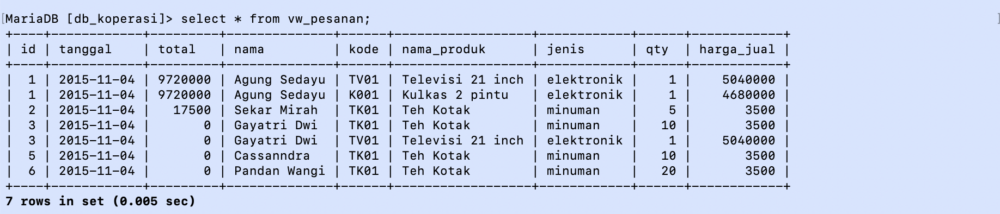 MariaDB [db_koperasi]> select * from vw_pesanan;
+----+------------+---------+--------------+------+-----------------+------------+------+------------+
| id | tanggal    | total   | nama         | kode | nama_produk       | jenis      | qty  | harga_jual |
+----+------------+---------+--------------+------+-----------------+------------+------+------------+
|  1 | 2015-11-04 | 9720000 | Agung Sedayu | TV01 | Televisi 21 inch | elektronik |    1 |    5040000 |
|  1 | 2015-11-04 | 9720000 | Agung Sedayu | K001 | Kulkas 2 pintu   | elektronik |    1 |    4680000 |
|  2 | 2015-11-04 |   17500 | Sekar Mirah  | TK01 | Teh Kotak        | minuman    |    5 |       3500 |
|  3 | 2015-11-04 |       0 | Gayatri Dwi  | TK01 | Teh Kotak        | minuman    |   10 |       3500 |
|  3 | 2015-11-04 |       0 | Gayatri Dwi  | TV01 | Televisi 21 inch | elektronik |    1 |    5040000 |
|  5 | 2015-11-04 |       0 | Cassanndra   | TK01 | Teh Kotak        | minuman    |   10 |       3500 |
|  6 | 2015-11-04 |       0 | Pandan Wangi | TK01 | Teh Kotak        | minuman    |   20 |       3500 |
+----+------------+---------+--------------+------+-----------------+------------+------+------------+
7 rows in set (0.005 sec)